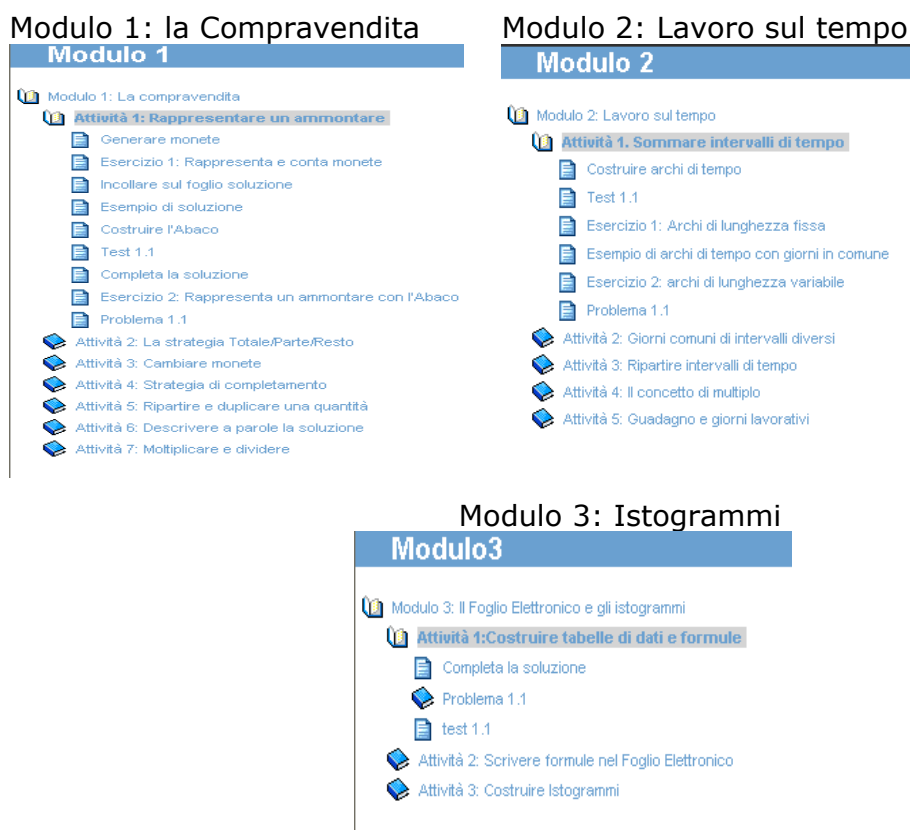 Modulo 1: la Compravendita
Modulo 1
Modulo 1: La compravendita
Attività 1: Rappresentare un ammontare
Generare monete
Esercizio 1: Rappresenta e conta monete
Incollare sul foglio soluzione
Esempio di soluzione
Costruire l'Abaco
Test 1.1
Completa la soluzione
Esercizio 2: Rappresenta un ammontare con l'Abaco
Problema 1.1
Attività 2: La strategia Totale/Parte/Resto
Attività 3: Cambiare monete
Attività 4: Strategia di completamento
Attività 5: Ripartire e duplicare una quantità
Attività 6: Descrivere a parole la soluzione
Attività 7: Moltiplicare e dividere
Modulo 2: Lavoro sul tempo
Modulo 2
Modulo 2: Lavoro sul tempo
Attività 1. Sommare intervalli di tempo
Costruire archi di tempo
Test 1.1
Esercizio 1: Archi di lunghezza fissa
Esempio di archi di tempo con giorni in comune
Esercizio 2: archi di lunghezza variabile
Problema 1.1
Attività 2: Giorni comuni di intervalli diversi
Attività 3: Ripartire intervalli di tempo
Attività 4: Il concetto di multiplo
Attività 5: Guadagno e giorni lavorativi
Modulo 3: Istogrammi
Modulo3
Modulo 3: Il Foglio Elettronico e gli istogrammi
Attività 1:Costruire tabelle di dati e formule
Completa la soluzione
Problema 1.1
test 1.1
Attività 2: Scrivere formule nel Foglio Elettronico
Attività 3: Costruire Istogrammi